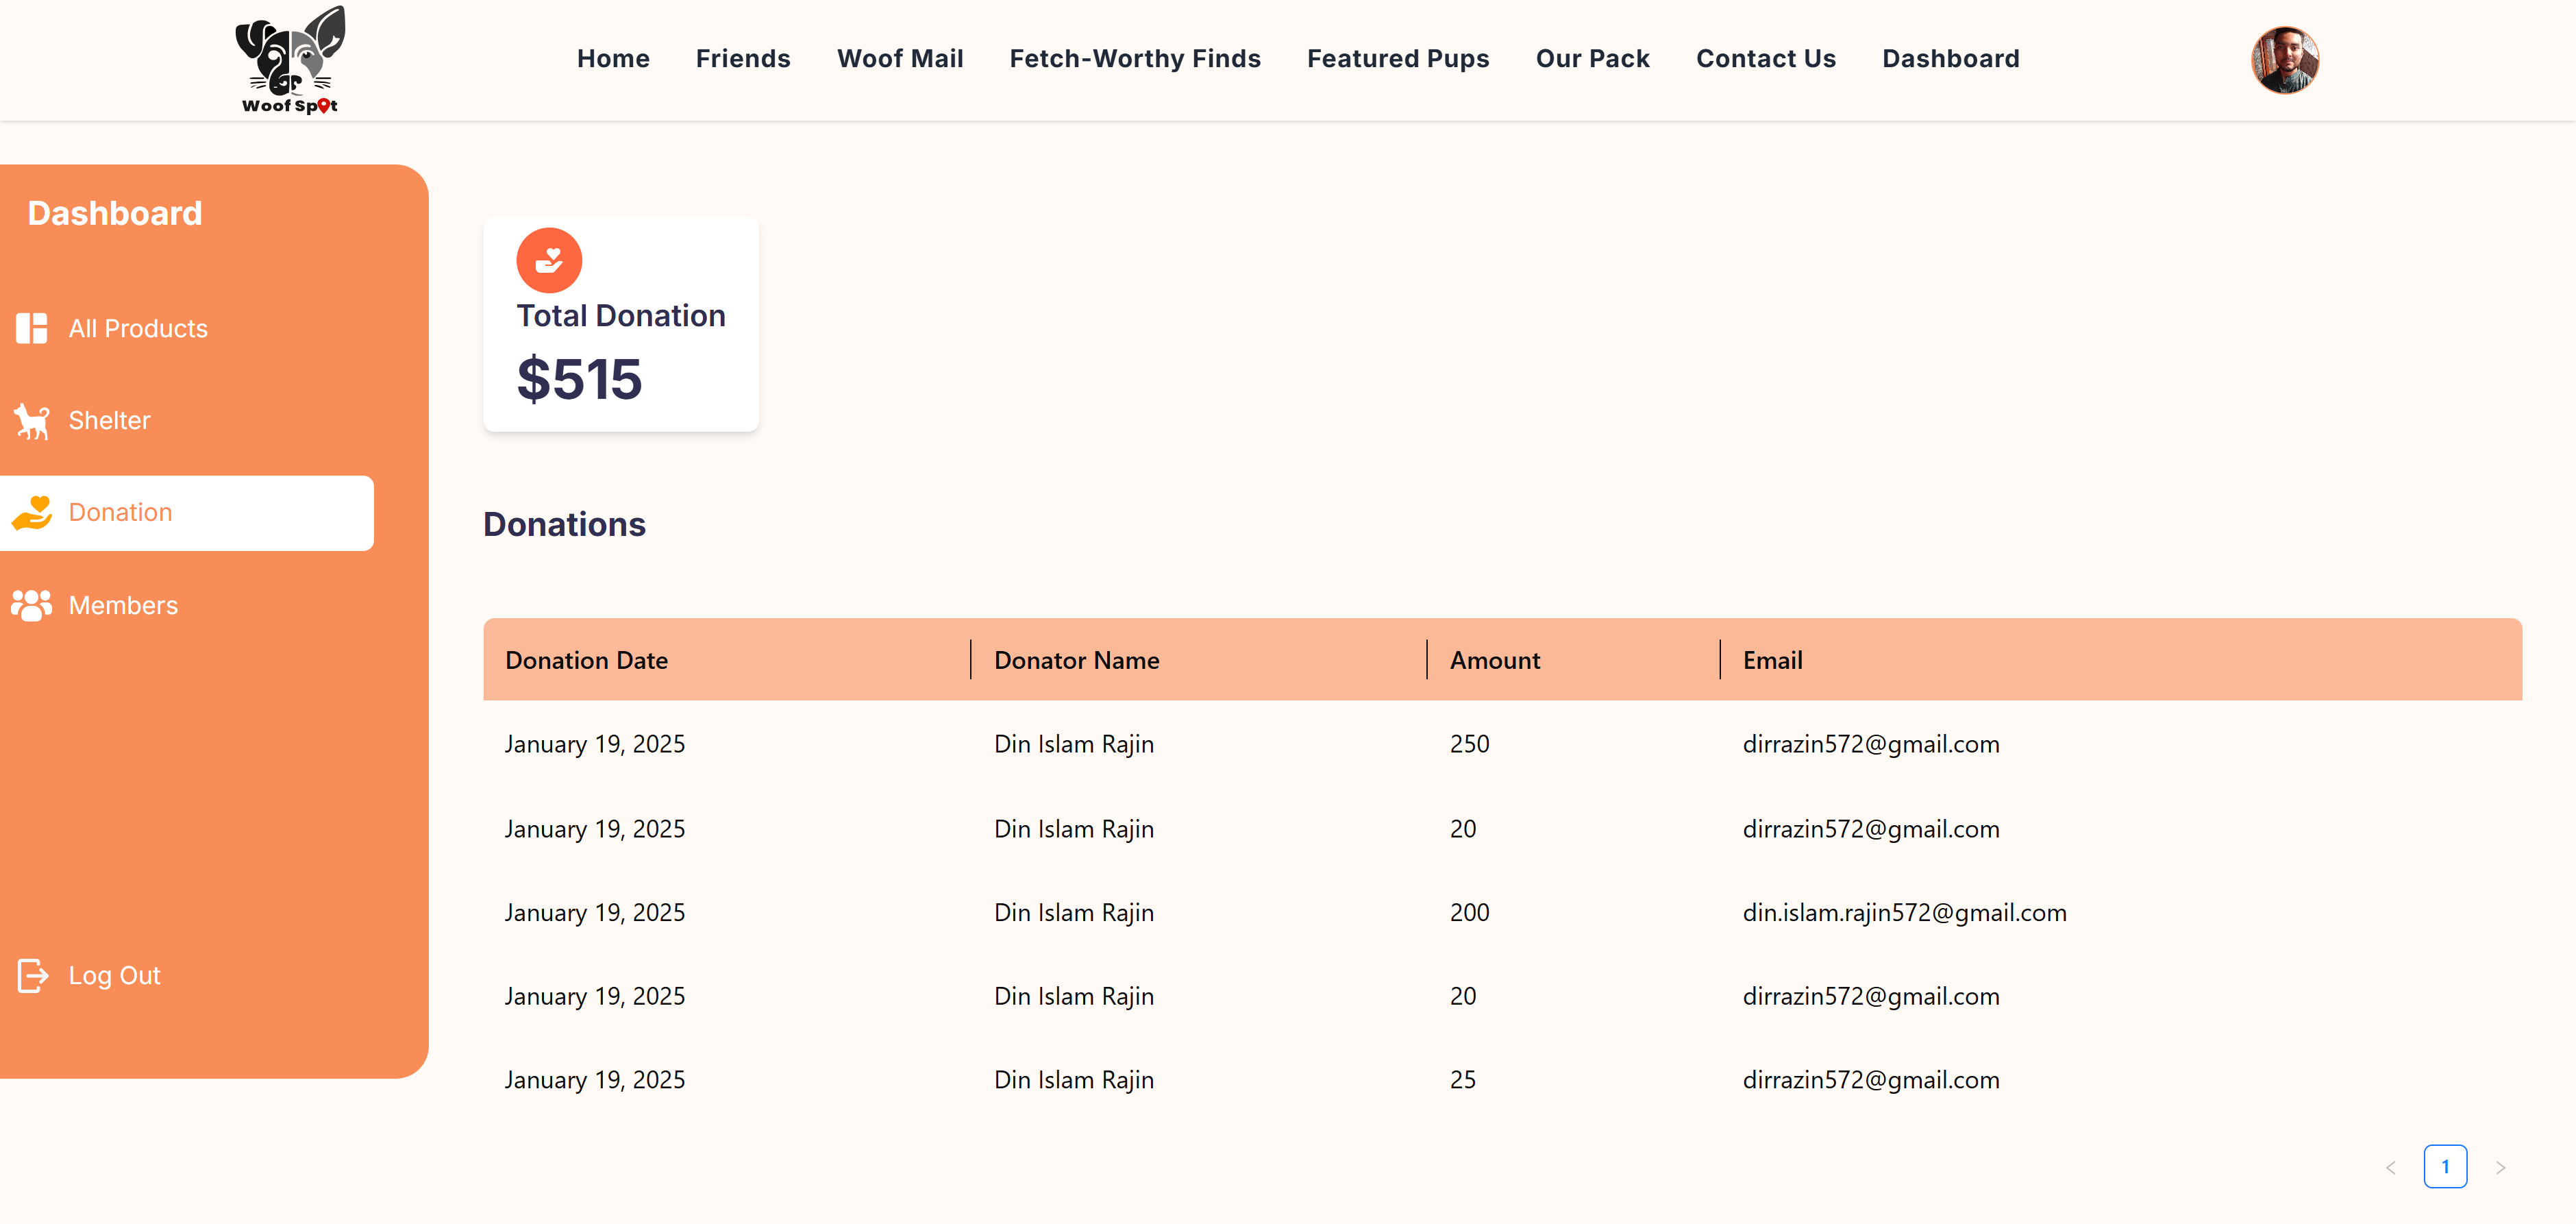 Woof Spot
Home Friends Woof Mail Fetch-Worthy Finds Featured Pups Our Pack Contact Us Dashboard
Dashboard
All Products
Shelter
Donation
Members
Log Out
Total Donation
$515
Donations
Donation Date Donator Name Amount Email
January 19, 2025 Din Islam Rajin 250 dirrazin572@gmail.com
January 19, 2025 Din Islam Rajin 20 dirrazin572@gmail.com
January 19, 2025 Din Islam Rajin 200 din.islam.rajin572@gmail.com
January 19, 2025 Din Islam Rajin 20 dirrazin572@gmail.com
January 19, 2025 Din Islam Rajin 25 dirrazin572@gmail.com
1